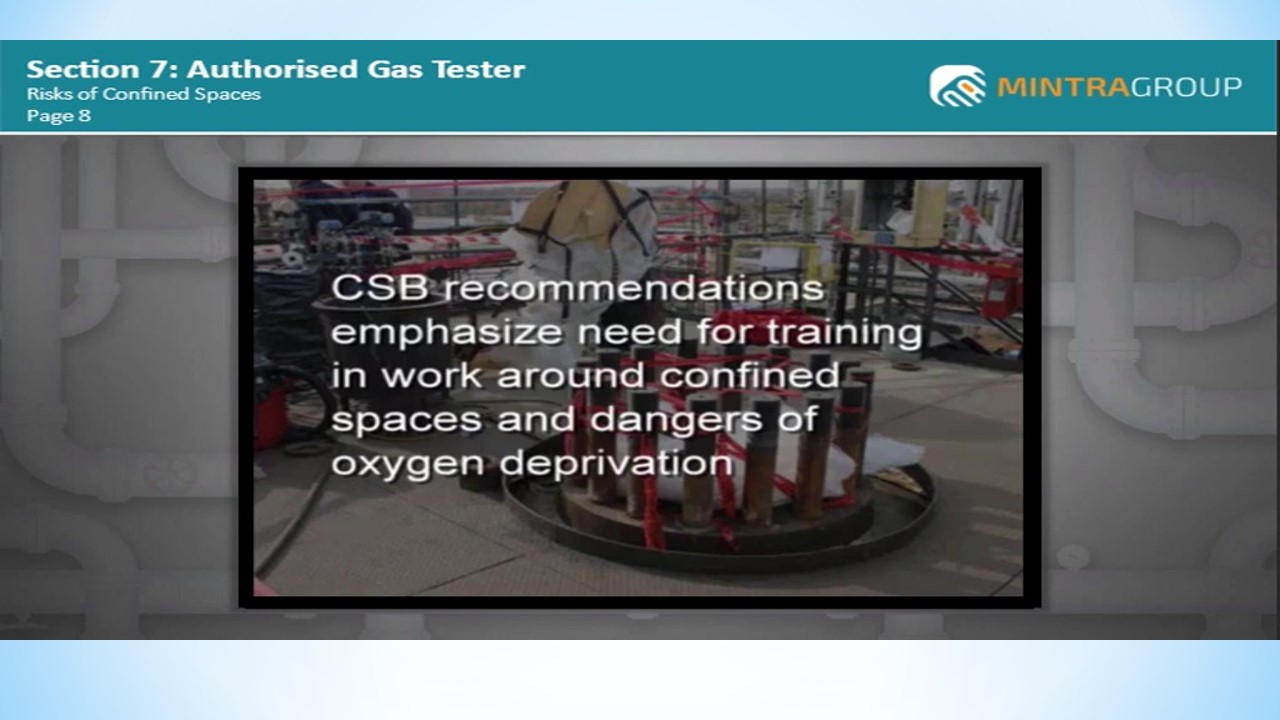 Section 7: Authorised Gas Tester
Risks of Confined Spaces
Page 8
MINTRAGROUP
CSB recommendations
emphasize need for training
in work around confined
spaces and dangers of
oxygen deprivation